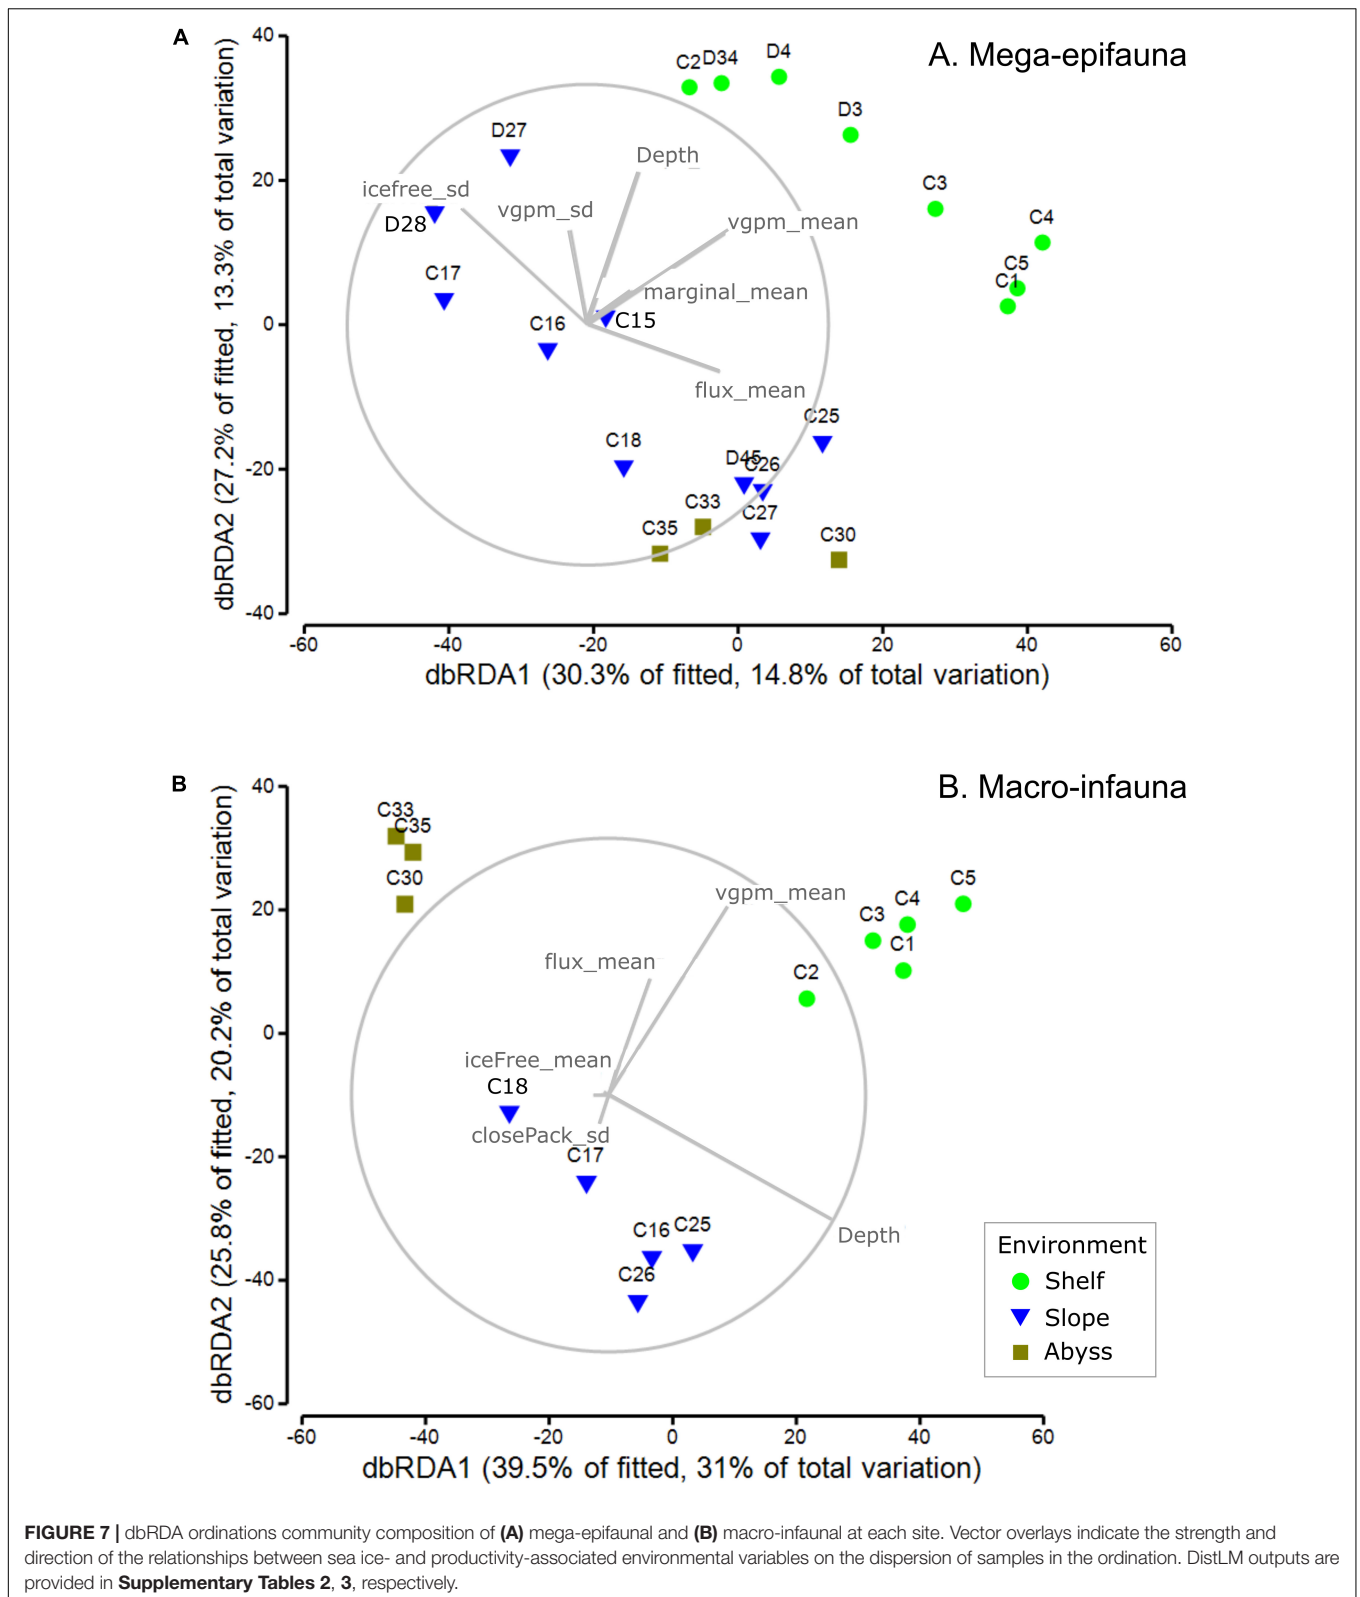 A
A. Mega-epifauna
dbRDA2 (27.2% of fitted, 13.3% of total variation)
40
20
0
-20
-40
C2
D34
D4
D3
D27
Depth
icefree_sd
vgpm_sd
C3
D28
vgpm_mean
C4
C17
C5
C1
marginal_mean
C16
C15
flux_mean
C25
C18
D45
C26
C33
C27
C35
C30
-60
-40
-20
0
20
40
60
dbRDA1 (30.3% of fitted, 14.8% of total variation)
B
B. Macro-infauna
dbRDA2 (25.8% of fitted, 20.2% of total variation)
40
20
0
-20
-40
-60
C33
C35
C30
vgpm_mean
C5
C4
C3
C1
flux_mean
C2
iceFree_mean
C18
closePack_sd
C17
C16
C25
Depth
C26
Environment
Shelf
Slope
Abyss
-60
-40
-20
0
20
40
60
dbRDA1 (39.5% of fitted, 31% of total variation)
FIGURE 7 | dbRDA ordinations community composition of (A) mega-epifaunal and (B) macro-infaunal at each site. Vector overlays indicate the strength and
direction of the relationships between sea ice- and productivity-associated environmental variables on the dispersion of samples in the ordination. DistLM outputs are
provided in Supplementary Tables 2, 3, respectively.